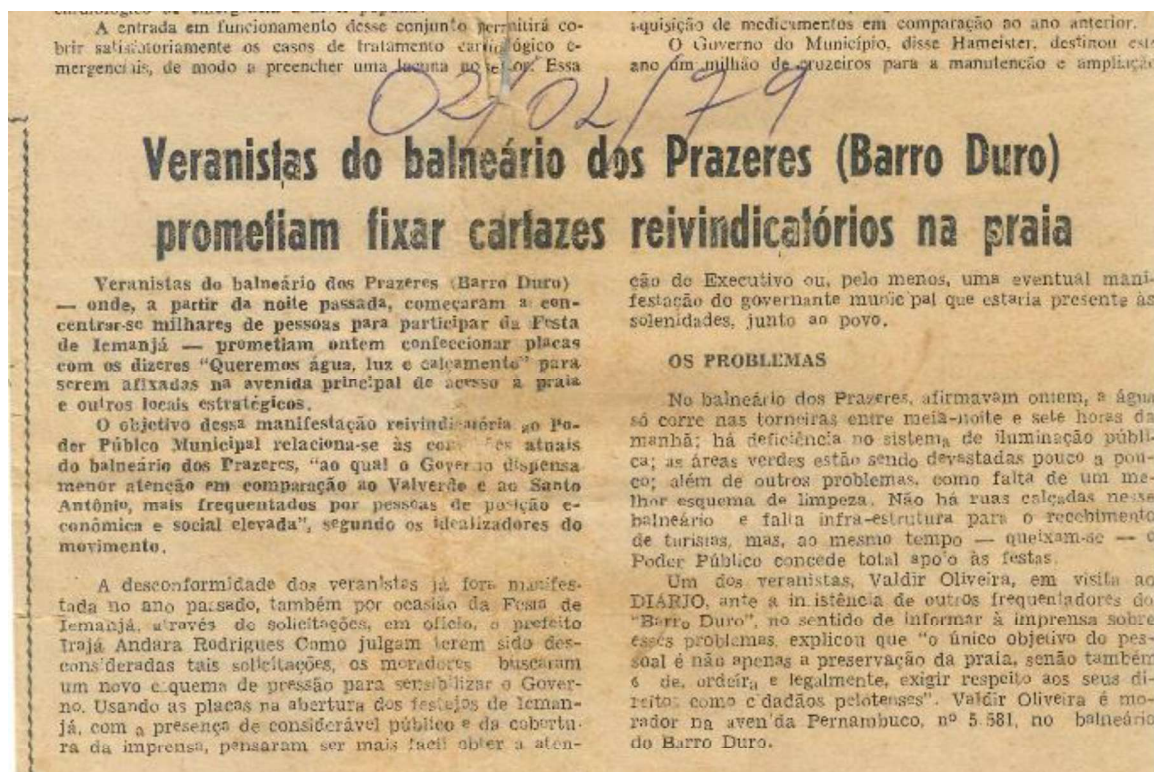 A entrada em funcionamento desse conjunto permitirá co-
brir satisfatoriamente os casos de tratamento cardiológico e-
mergenciais, de modo a preencher uma lacuna no setor. Essa
aquisição de medicamentos em comparação ao ano anterior.
O Governo do Município, disse Hameister, destinou este
ano um milhão de cruzeiros para a manutenção e ampliação
02/02/79
Veranistas do balneário dos Prazeres (Barro Duro)
prometiam fixar cartazes reivindicatórios na praia
Veranistas do balneário dos Prazeres (Barro Duro)
— onde, a partir da noite passada, começaram a con-
centrar-se milhares de pessoas para participar da Festa
de Iemanjá — prometiam ontem confeccionar placas
com os dizeres "Queremos água, luz e calçamento" para
serem afixadas na avenida principal de acesso à praia
e outros locais estratégicos.
O objetivo dessa manifestação reivindicatória ao Po-
der Públco Municipal relaciona-se às condições atuais
do balneário dos Prazeres, "ao qual o Governo dispensa
menor atenção em comparação ao Valverde e ao Santo
Antônio, mais frequentados por pessoas de posição e-
conômica e social elevada", segundo os idealizadores do
movimento.
A desconformidade dos veranistas já fora manifes-
tada no ano passado, também por ocasião da Festa de
Iemanjá, através de solicitações, em ofício, o prefeito
Irajá Andara Rodrigues Como julgam terem sido des-
consideradas tais solicitações, os moradores buscaram
um novo esquema de pressão para sensibilizar o Gover-
no. Usando as placas na abertura dos festejos de Ieman-
já, com a presença de considerável público e da cobertu-
ra da imprensa, pensaram ser mais fácil obter a aten-
ção do Executivo ou, pelo menos, uma eventual mani-
festação do governante municipal que estaria presente às
solenidades, junto ao povo.
OS PROBLEMAS
No balneário dos Prazeres, afirmavam ontem, a água
só corre nas torneiras entre meia-noite e sete horas da
manhã; há deficiência no sistema de iluminação públi-
ca; as áreas verdes estão sendo devastadas pouco a pou-
co; além de outros problemas, como falta de um me-
lhor esquema de limpeza. Não há ruas calçadas nesse
balneário e falta infra-estrutura para o recebimento
de turistas, mas, ao mesmo tempo — queixam-se — o
Poder Público concede total apoio às festas.
Um dos veranistas, Valdir Oliveira, em visita ao
DIÁRIO, ante a insistência de outros frequentadores do
"Barro Duro", no sentido de informar à imprensa sobre
esses problemas, explicou que "o único objetivo do pes-
soal é não apenas a preservação da praia, senão também
é de, ordeira e legalmente, exigir respeito aos seus di-
reitos como cidadãos pelotenses". Valdir Oliveira é mo-
rador na avenida Pernambuco, nº 5.581, no balneário
do Barro Duro.